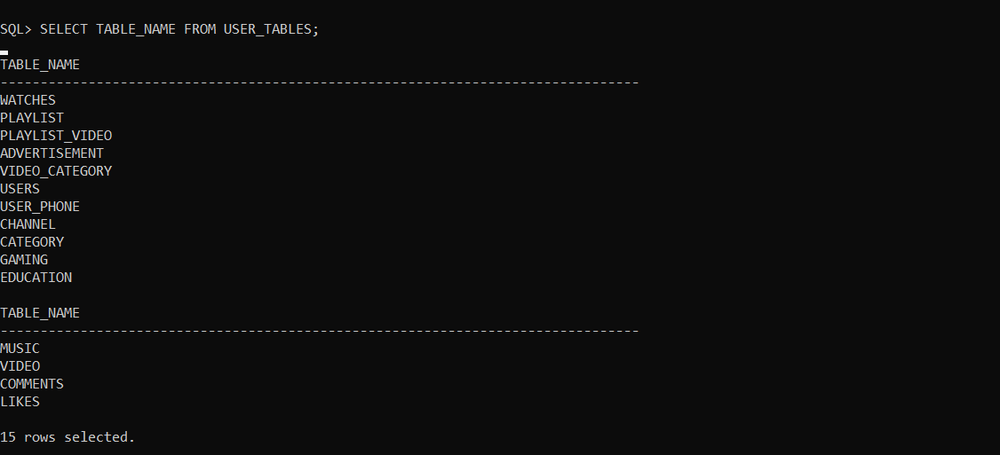 SQL> SELECT TABLE_NAME FROM USER_TABLES;
TABLE_NAME
--------------------------------------------------------------------------------
WATCHES
PLAYLIST
PLAYLIST_VIDEO
ADVERTISEMENT
VIDEO_CATEGORY
USERS
USER_PHONE
CHANNEL
CATEGORY
GAMING
EDUCATION
TABLE_NAME
--------------------------------------------------------------------------------
MUSIC
VIDEO
COMMENTS
LIKES
15 rows selected.